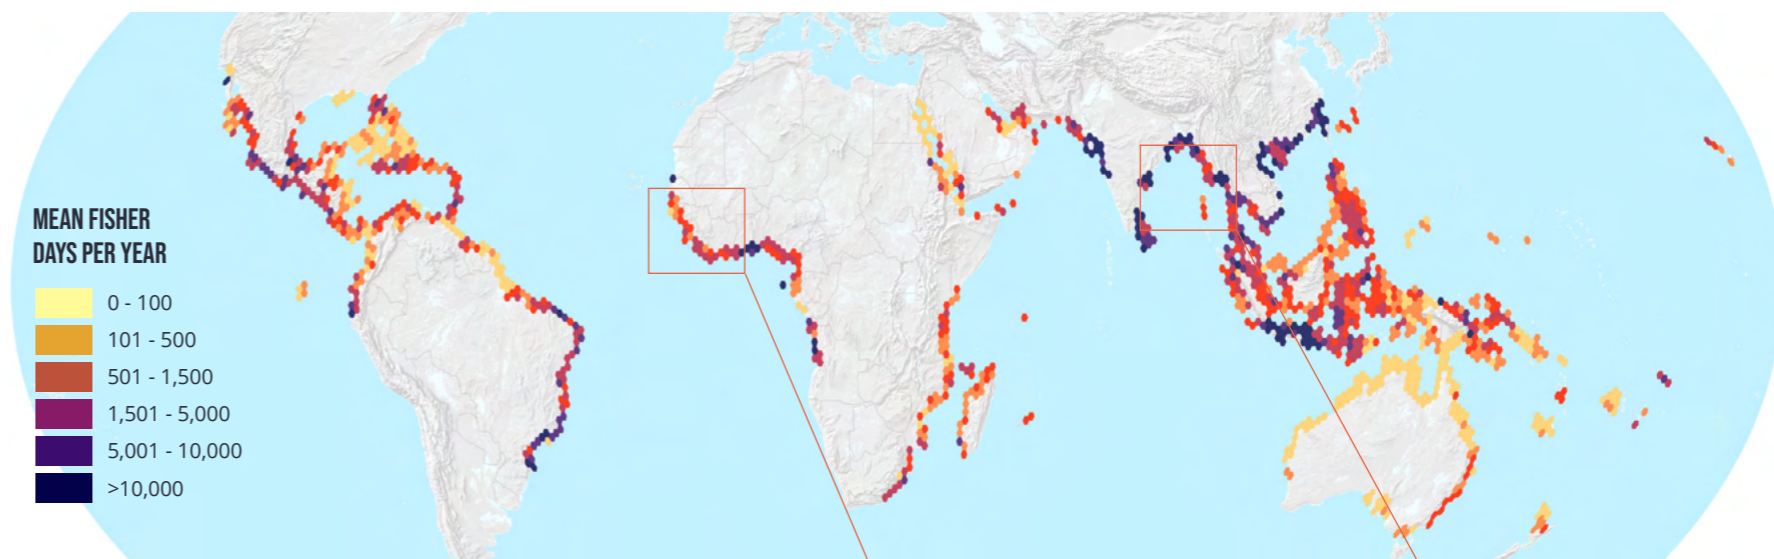 MEAN FISHER
DAYS PER YEAR
0 - 100
101 - 500
501 - 1,500
1,501 - 5,000
5,001 - 10,000
>10,000